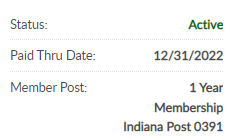 Status: Active
Paid Thru Date: 12/31/2022
Member Post: 1 Year
Membership
Indiana Post 0391